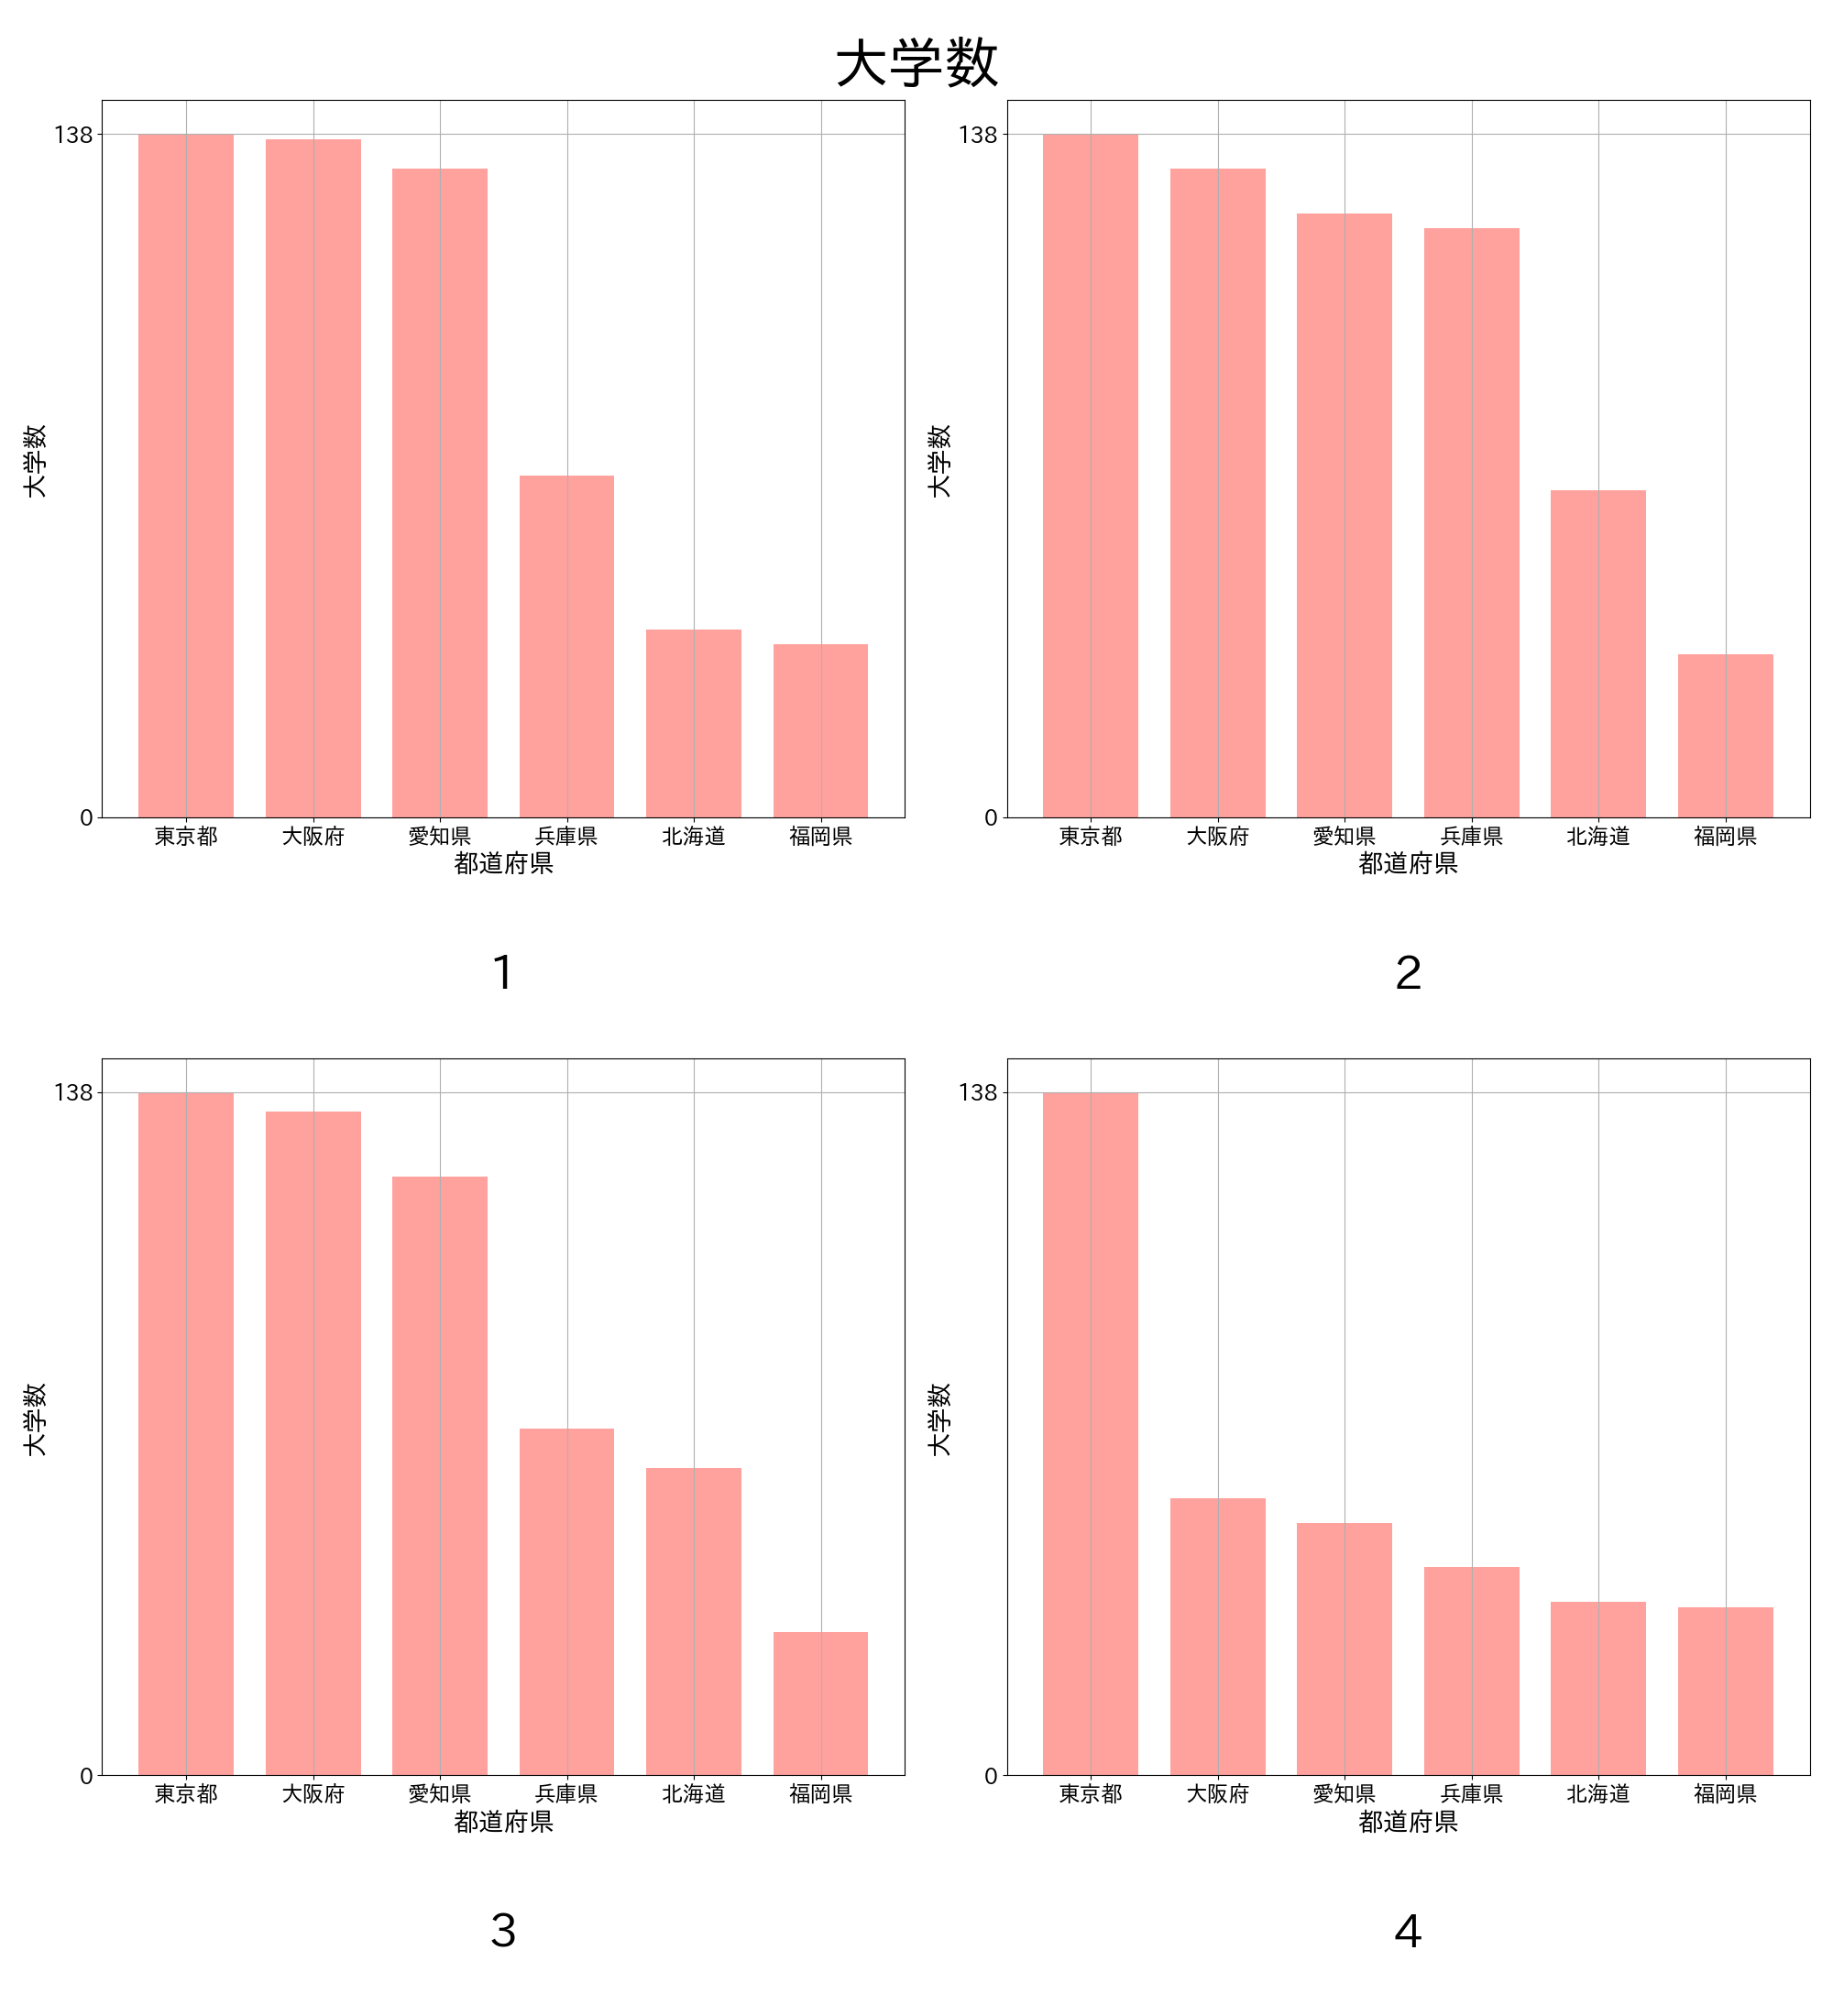 大学数
138
0
大学数
東京都 大阪府 愛知県 兵庫県 北海道 福岡県
都道府県
1
138
0
大学数
東京都 大阪府 愛知県 兵庫県 北海道 福岡県
都道府県
2
138
0
大学数
東京都 大阪府 愛知県 兵庫県 北海道 福岡県
都道府県
3
138
0
大学数
東京都 大阪府 愛知県 兵庫県 北海道 福岡県
都道府県
4